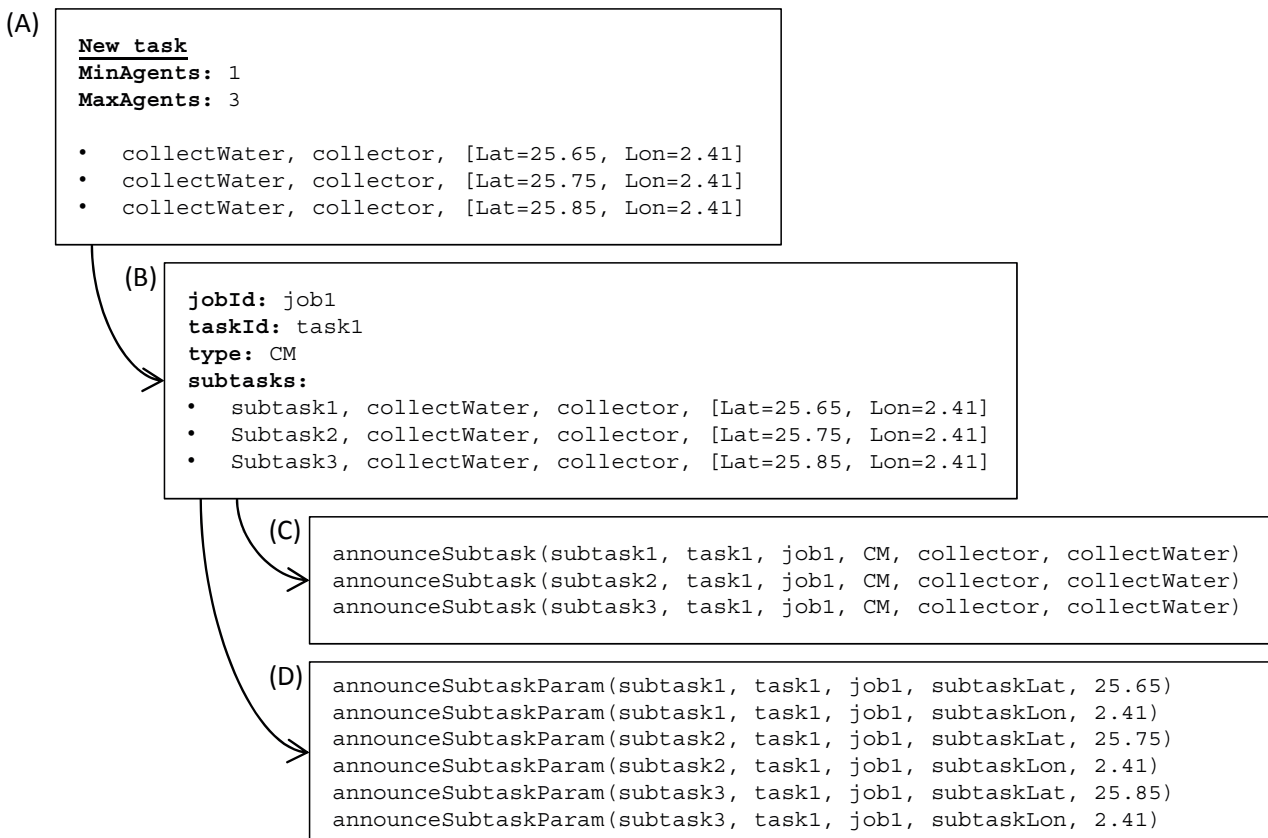 (A)
New task
MinAgents: 1
MaxAgents: 3
• collectWater, collector, [Lat=25.65, Lon=2.41]
• collectWater, collector, [Lat=25.75, Lon=2.41]
• collectWater, collector, [Lat=25.85, Lon=2.41]
(B)
jobId: job1
taskId: task1
type: CM
subtasks:
• subtask1, collectWater, collector, [Lat=25.65, Lon=2.41]
• Subtask2, collectWater, collector, [Lat=25.75, Lon=2.41]
• Subtask3, collectWater, collector, [Lat=25.85, Lon=2.41]
(C)
announceSubtask(subtask1, task1, job1, CM, collector, collectWater)
announceSubtask(subtask2, task1, job1, CM, collector, collectWater)
announceSubtask(subtask3, task1, job1, CM, collector, collectWater)
(D)
announceSubtaskParam(subtask1, task1, job1, subtaskLat, 25.65)
announceSubtaskParam(subtask1, task1, job1, subtaskLon, 2.41)
announceSubtaskParam(subtask2, task1, job1, subtaskLat, 25.75)
announceSubtaskParam(subtask2, task1, job1, subtaskLon, 2.41)
announceSubtaskParam(subtask3, task1, job1, subtaskLat, 25.85)
announceSubtaskParam(subtask3, task1, job1, subtaskLon, 2.41)